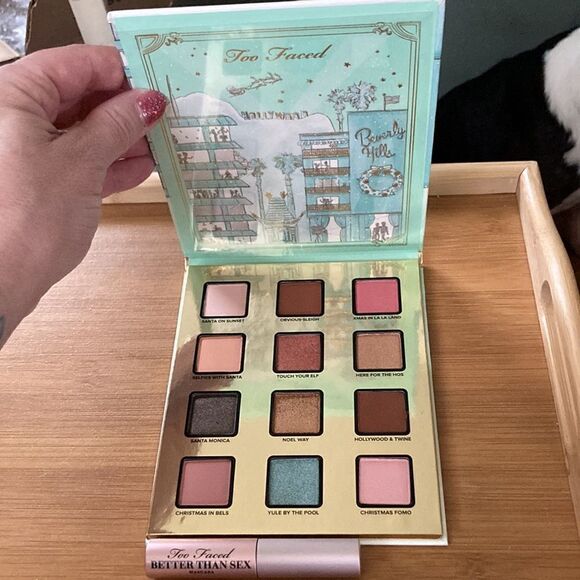 Too Faced
HOLLYWOOD
Beverly
Hills
SANTA ON SUNSET
OBVIOUS-SLEIGH
XMAS IN LA LA LAND
SELFIES WITH SANTA
TOUCH YOUR ELF
HERE FOR THE HOS
SANTA MONICA
NOEL WAY
HOLLYWOOD & TWINE
CHRISTMAS IN BELS
YULE BY THE POOL
CHRISTMAS FOMO
Too Faced
BETTER THAN SEX
MASCARA